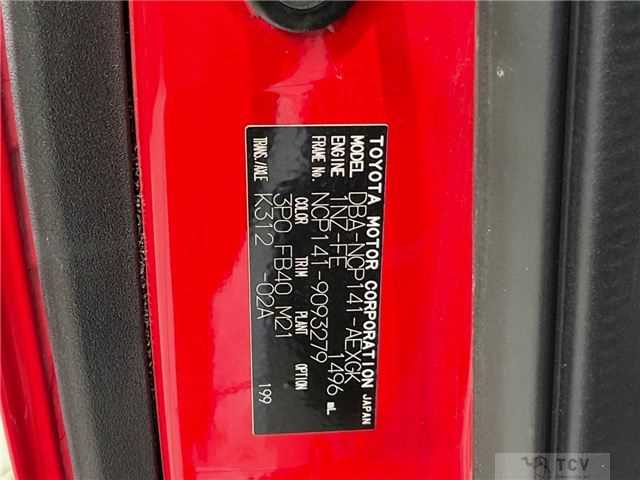 TOYOTA MOTOR CORPORATION JAPAN
MODEL DBA-NCP141-AEXGK
ENGINE 1NZ-FE 1496 mL
FRAME No. NCP141-9093279
COLOR TRIM PLANT OPTION
3P0 FB40 M21
TRANS./AXLE K312 -02A
199
TCV